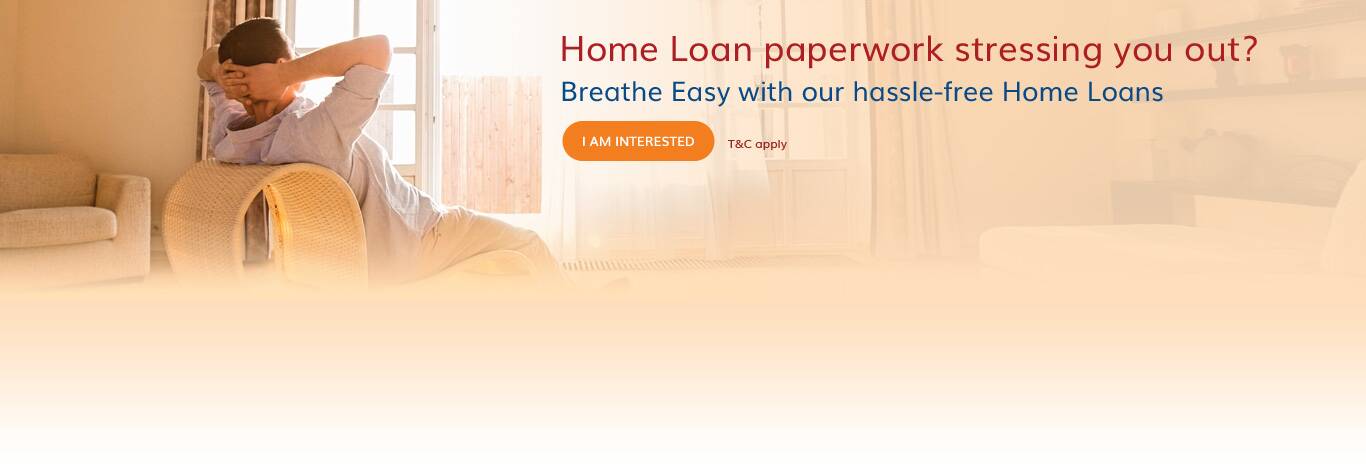 Home Loan paperwork stressing you out?
Breathe Easy with our hassle-free Home Loans
I AM INTERESTED
T&C apply